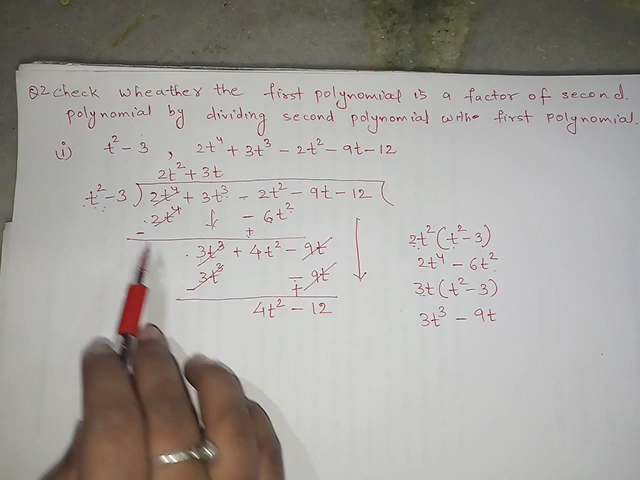 Q2 Check wheather the first polynomial is a factor of second
polynomial by dividing second polynomial withe first polynomial.
(i) t² - 3 , 2t⁴ + 3t³ - 2t² - 9t - 12
2t² + 3t
t² - 3 ) 2t⁴ + 3t³ - 2t² - 9t - 12 (
2t⁴ ↓ - 6t²
- +
3t³ + 4t² - 9t
3t³ - 9t
- +
4t² - 12
2t² (t² - 3)
2t⁴ - 6t²
3t (t² - 3)
3t³ - 9t